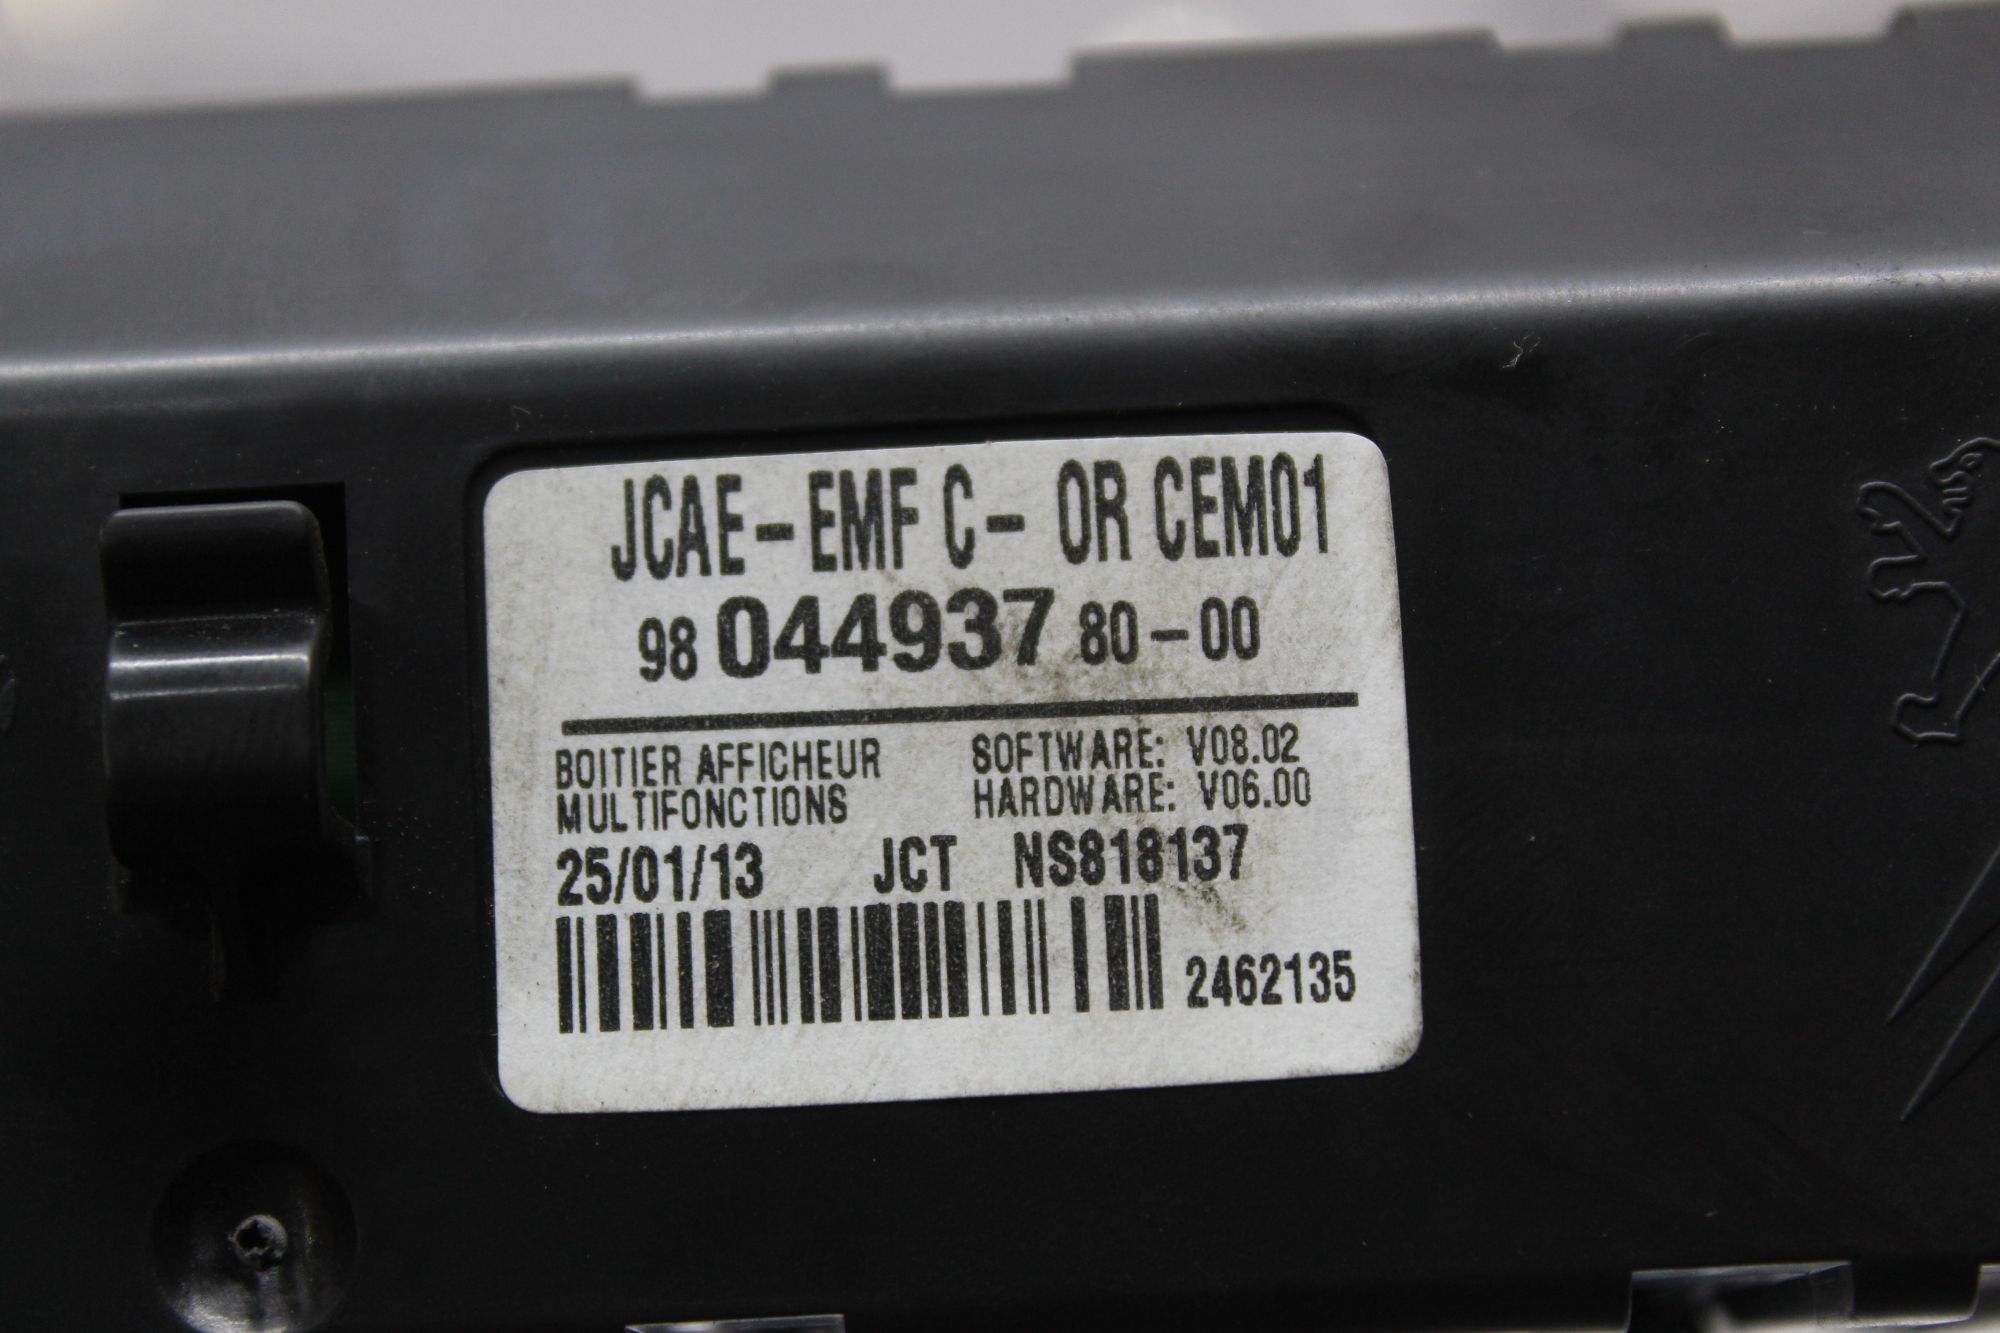 JCAE-EMF C- OR CEM01
98 044937 80-00
BOITIER AFFICHEUR
MULTIFONCTIONS
SOFTWARE: V08.02
HARDWARE: V06.00
25/01/13 JCT NS818137
2462135